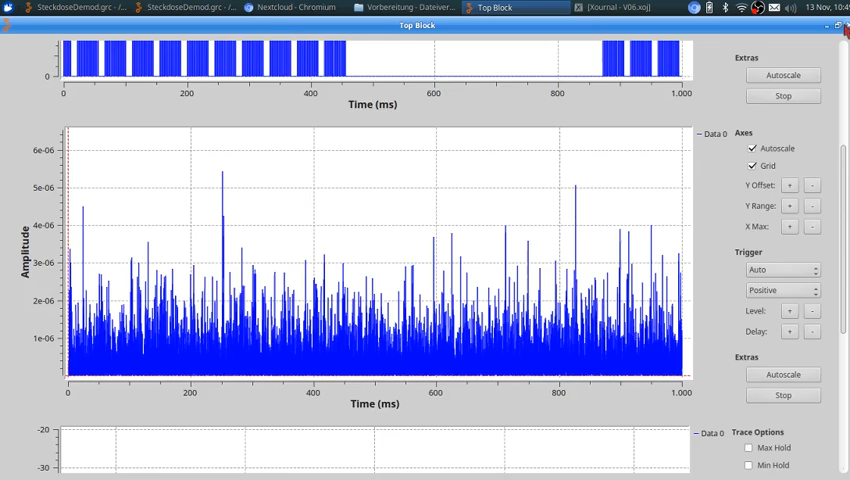 SteckdoseDemod.grc - /... SteckdoseDemod.grc - /... Nextcloud - Chromium Vorbereitung - Dateiver... Top Block [Xournal - V06.xoj] 13 Nov, 10:4
Top Block
0
0 200 400 600 800 1.000
Time (ms)
Extras
Autoscale
Stop
Data 0
6e-06
5e-06
4e-06
3e-06
2e-06
1e-06
Amplitude
0 200 400 600 800 1.000
Time (ms)
Axes
Autoscale
Grid
Y Offset: + -
Y Range: + -
X Max: + -
Trigger
Auto
Positive
Level: + -
Delay: + -
Extras
Autoscale
Stop
-20
-30
Data 0
Trace Options
Max Hold
Min Hold